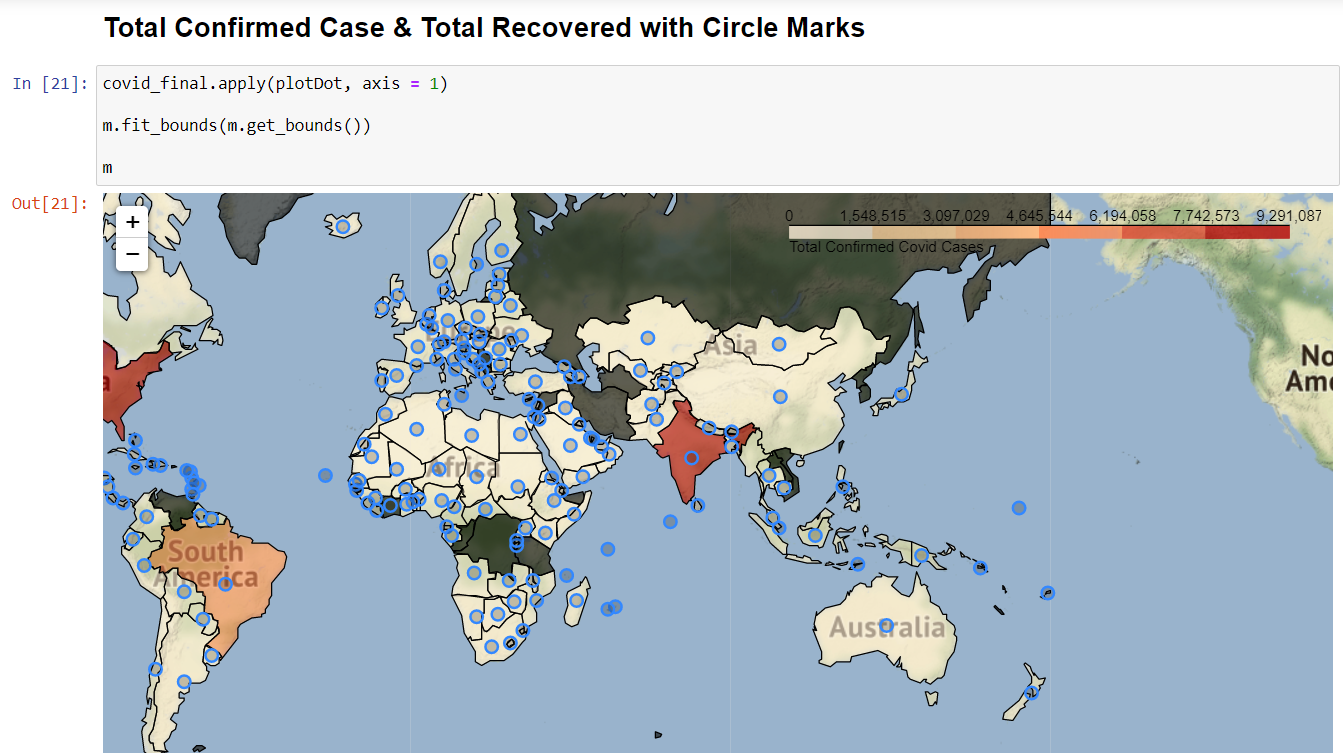 Total Confirmed Case & Total Recovered with Circle Marks
In [21]:
covid_final.apply(plotDot, axis = 1)
m.fit_bounds(m.get_bounds())
m
Out[21]:
+
−
0 1,548,515 3,097,029 4,645,544 6,194,058 7,742,573 9,291,087
Total Confirmed Covid Cases
Europe
Asia
No
Ame
a
Africa
South
America
Australia